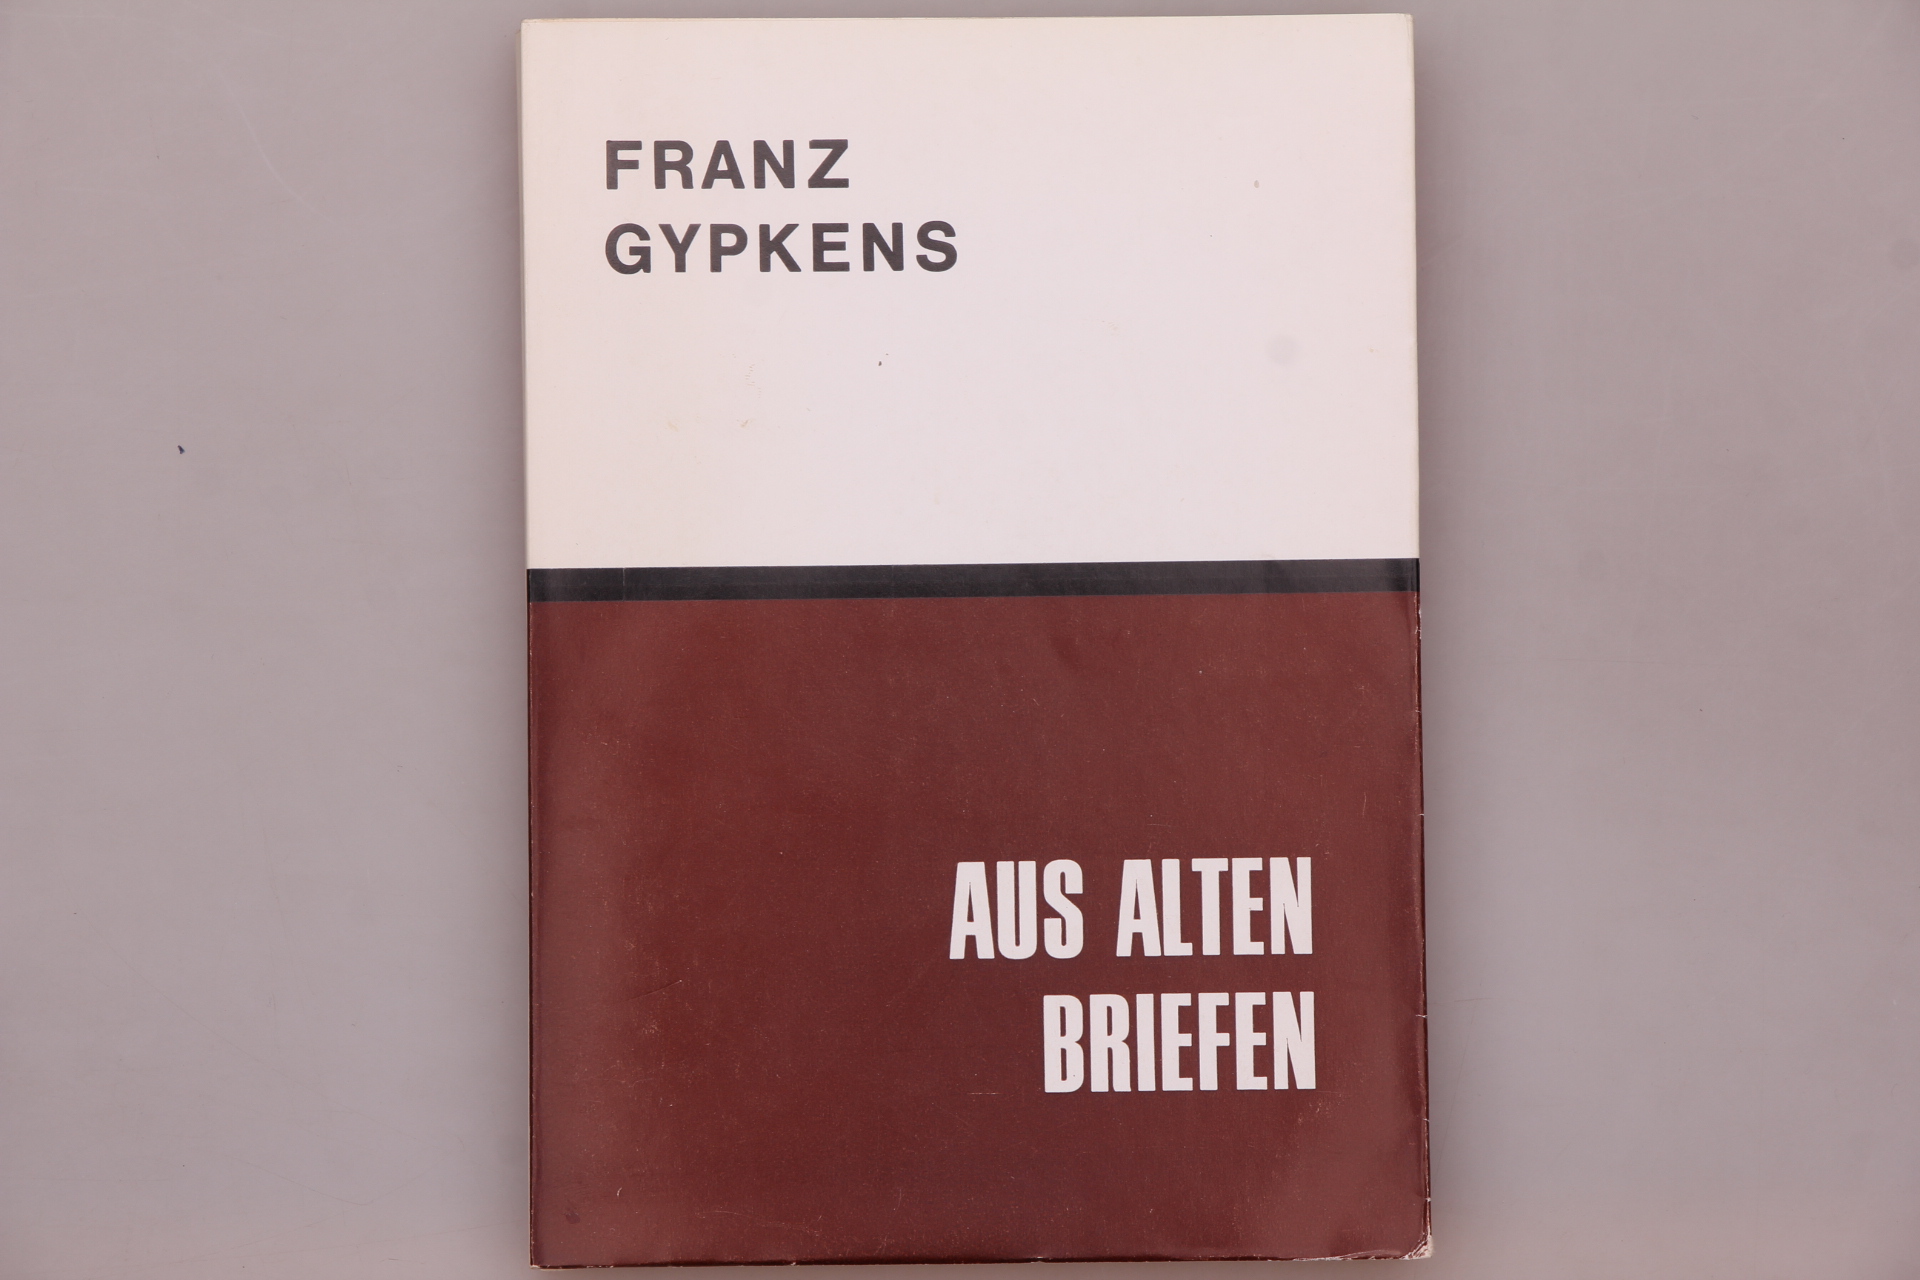 FRANZ
GYPKENS
AUS ALTEN
BRIEFEN